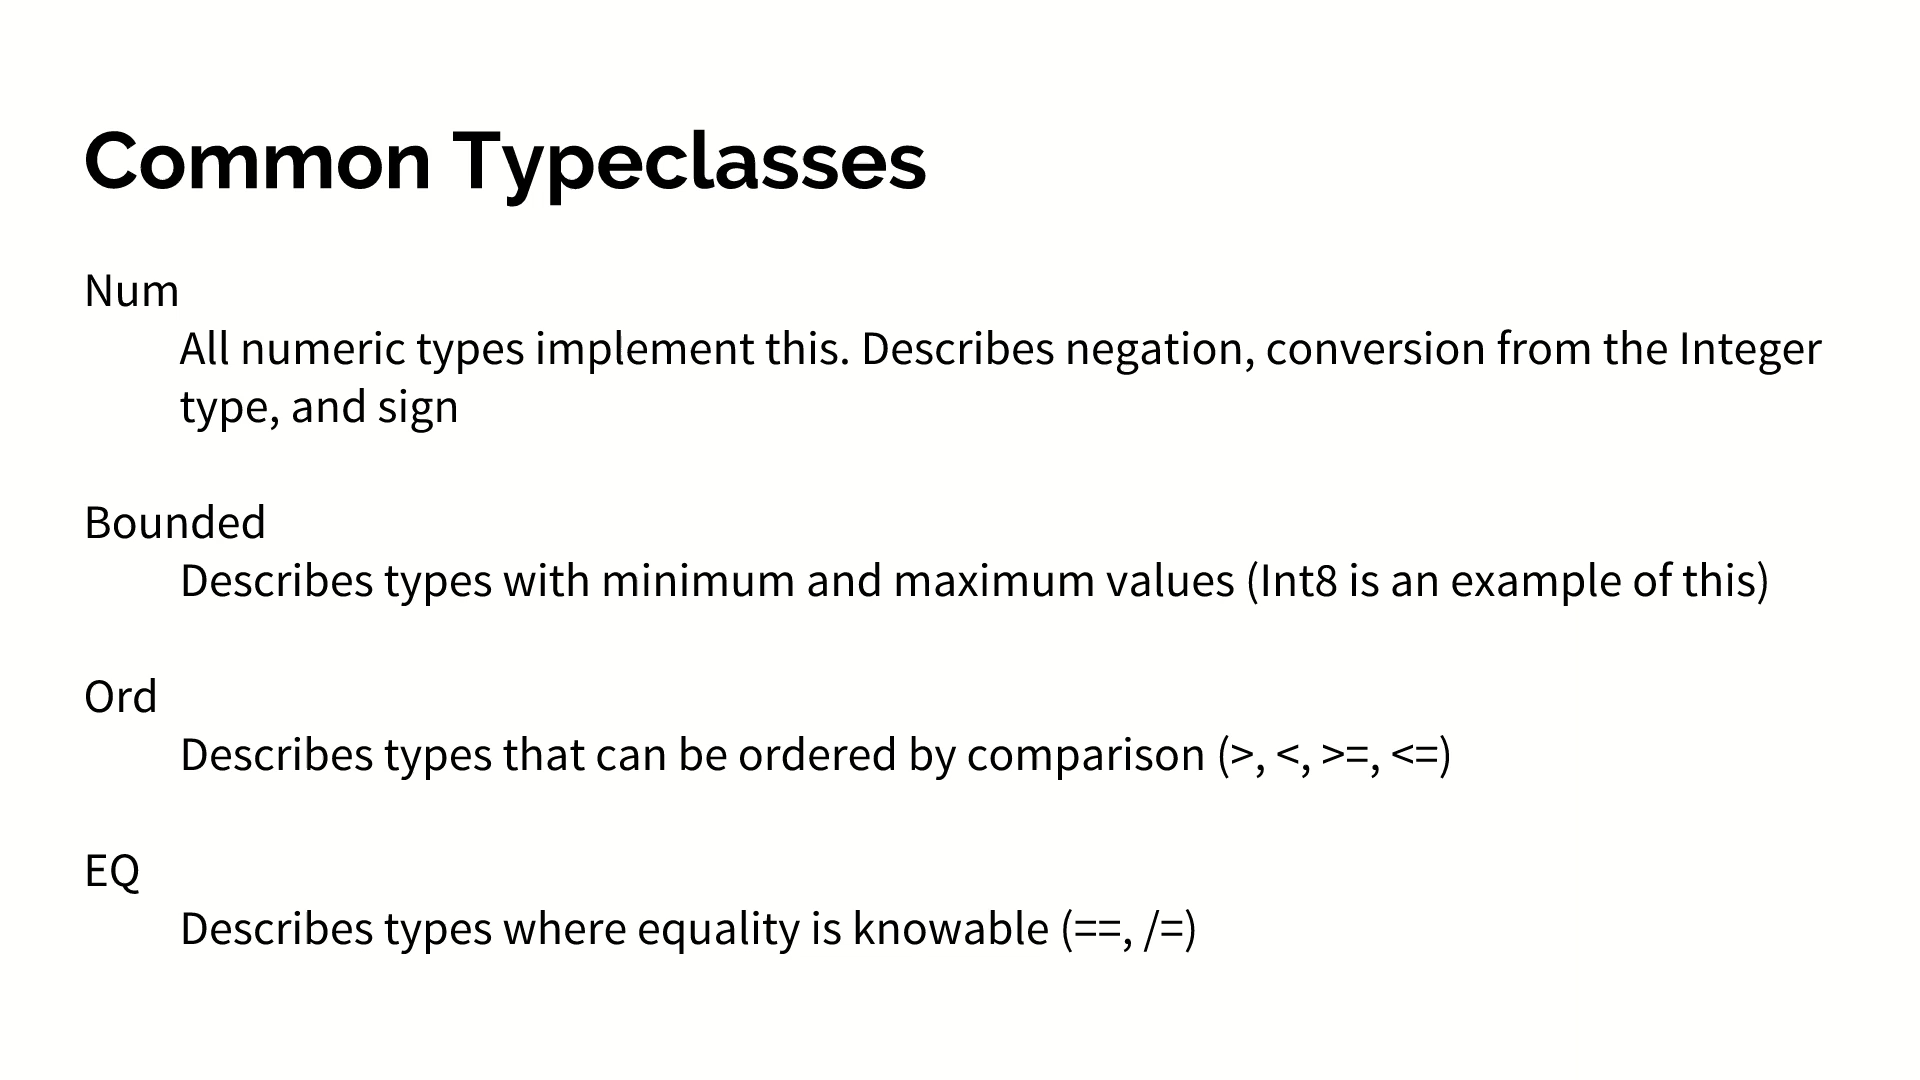 Common Typeclasses
Num
All numeric types implement this. Describes negation, conversion from the Integer
type, and sign
Bounded
Describes types with minimum and maximum values (Int8 is an example of this)
Ord
Describes types that can be ordered by comparison (>, <, >=, <=)
EQ
Describes types where equality is knowable (==, /=)